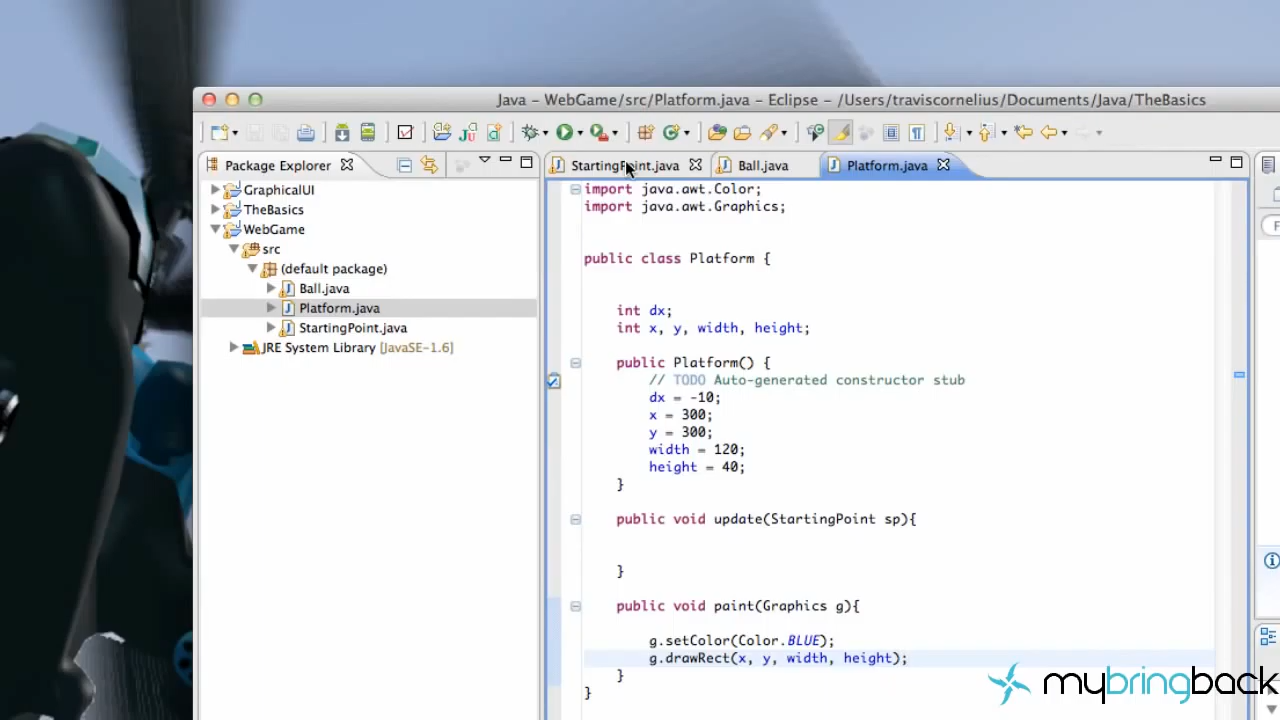 Java – WebGame/src/Platform.java – Eclipse – /Users/traviscornelius/Documents/Java/TheBasics
Package Explorer
StartingPoint.java
Ball.java
Platform.java
GraphicalUI
TheBasics
WebGame
src
(default package)
Ball.java
Platform.java
StartingPoint.java
JRE System Library [JavaSE-1.6]
import java.awt.Color;
import java.awt.Graphics;
public class Platform {
int dx;
int x, y, width, height;
public Platform() {
// TODO Auto-generated constructor stub
dx = -10;
x = 300;
y = 300;
width = 120;
height = 40;
}
public void update(StartingPoint sp){
}
public void paint(Graphics g){
g.setColor(Color.BLUE);
g.drawRect(x, y, width, height);
}
}
mybringback